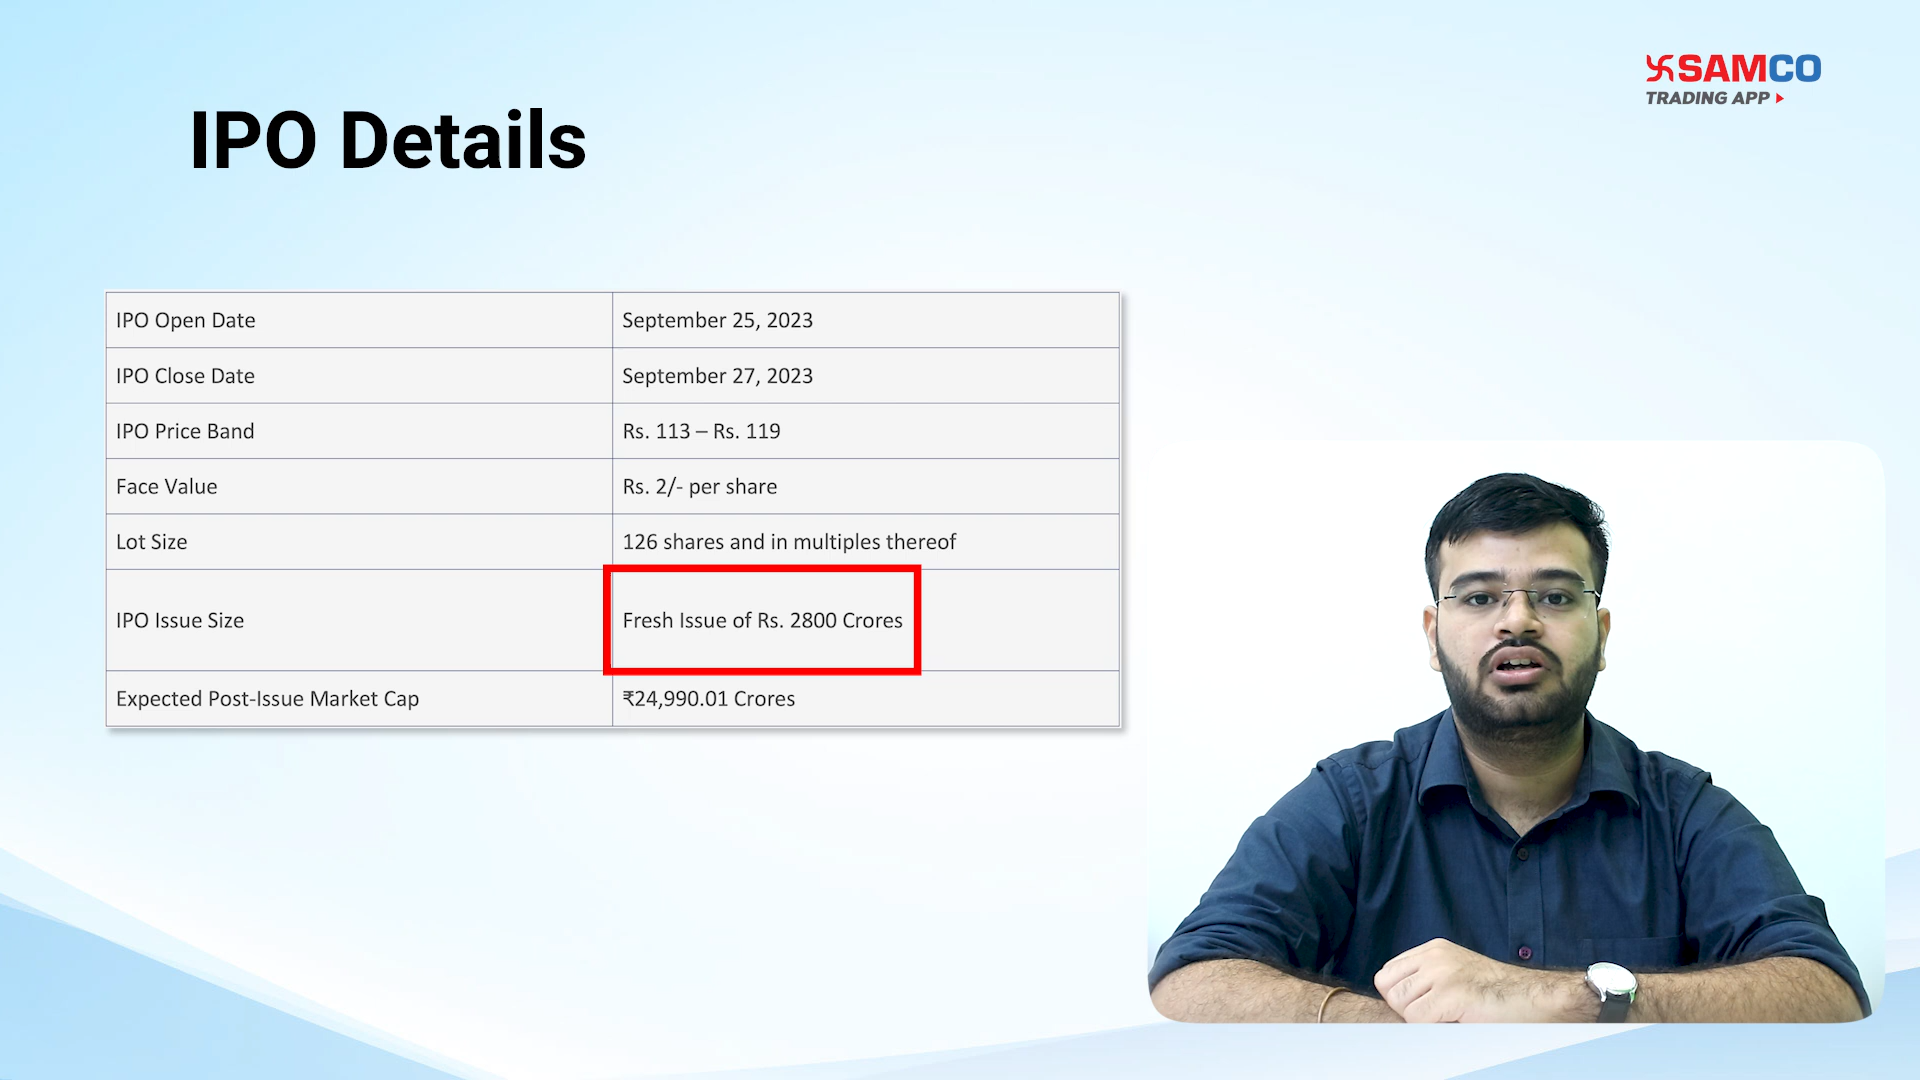 SAMCO
TRADING APP
IPO Details
IPO Open Date September 25, 2023
IPO Close Date September 27, 2023
IPO Price Band Rs. 113 – Rs. 119
Face Value Rs. 2/- per share
Lot Size 126 shares and in multiples thereof
IPO Issue Size Fresh Issue of Rs. 2800 Crores
Expected Post-Issue Market Cap ₹24,990.01 Crores